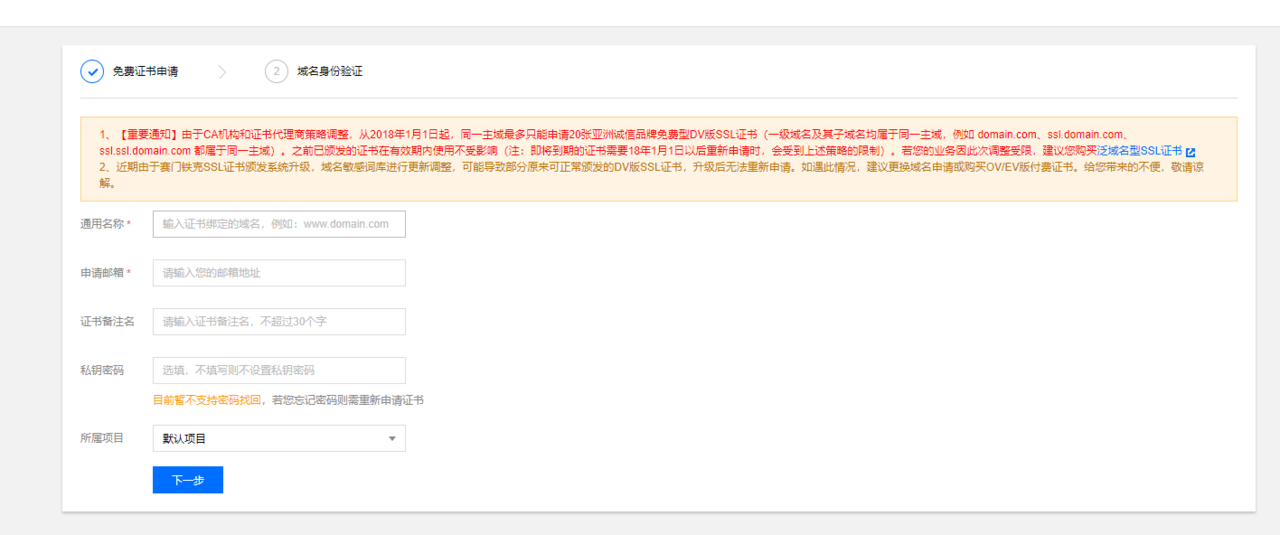 免费证书申请
2 域名身份验证
1、【重要通知】由于CA机构和证书代理商策略调整，从2018年1月1日起，同一主域最多只能申请20张亚洲诚信品牌免费型DV版SSL证书（一级域名及其子域名均属于同一主域，例如 domain.com、ssl.domain.com、
ssl.ssl.domain.com 都属于同一主域）。之前已颁发的证书在有效期内使用不受影响（注：即将到期的证书需要18年1月1日以后重新申请时，会受到上述策略的限制）。若您的业务因此次调整受限，建议您购买泛域名型SSL证书
2、近期由于赛门铁克SSL证书颁发系统升级，域名敏感词库进行更新调整，可能导致部分原来可正常颁发的DV版SSL证书，升级后无法重新申请。如遇此情况，建议更换域名申请或购买OV/EV版付费证书。给您带来的不便，敬请谅
解。
通用名称 * 输入证书绑定的域名，例如：www.domain.com
申请邮箱 * 请输入您的邮箱地址
证书备注名 请输入证书备注名，不超过30个字
私钥密码 选填，不填写则不设置私钥密码
目前暂不支持密码找回，若您忘记密码则需重新申请证书
所属项目 默认项目
下一步